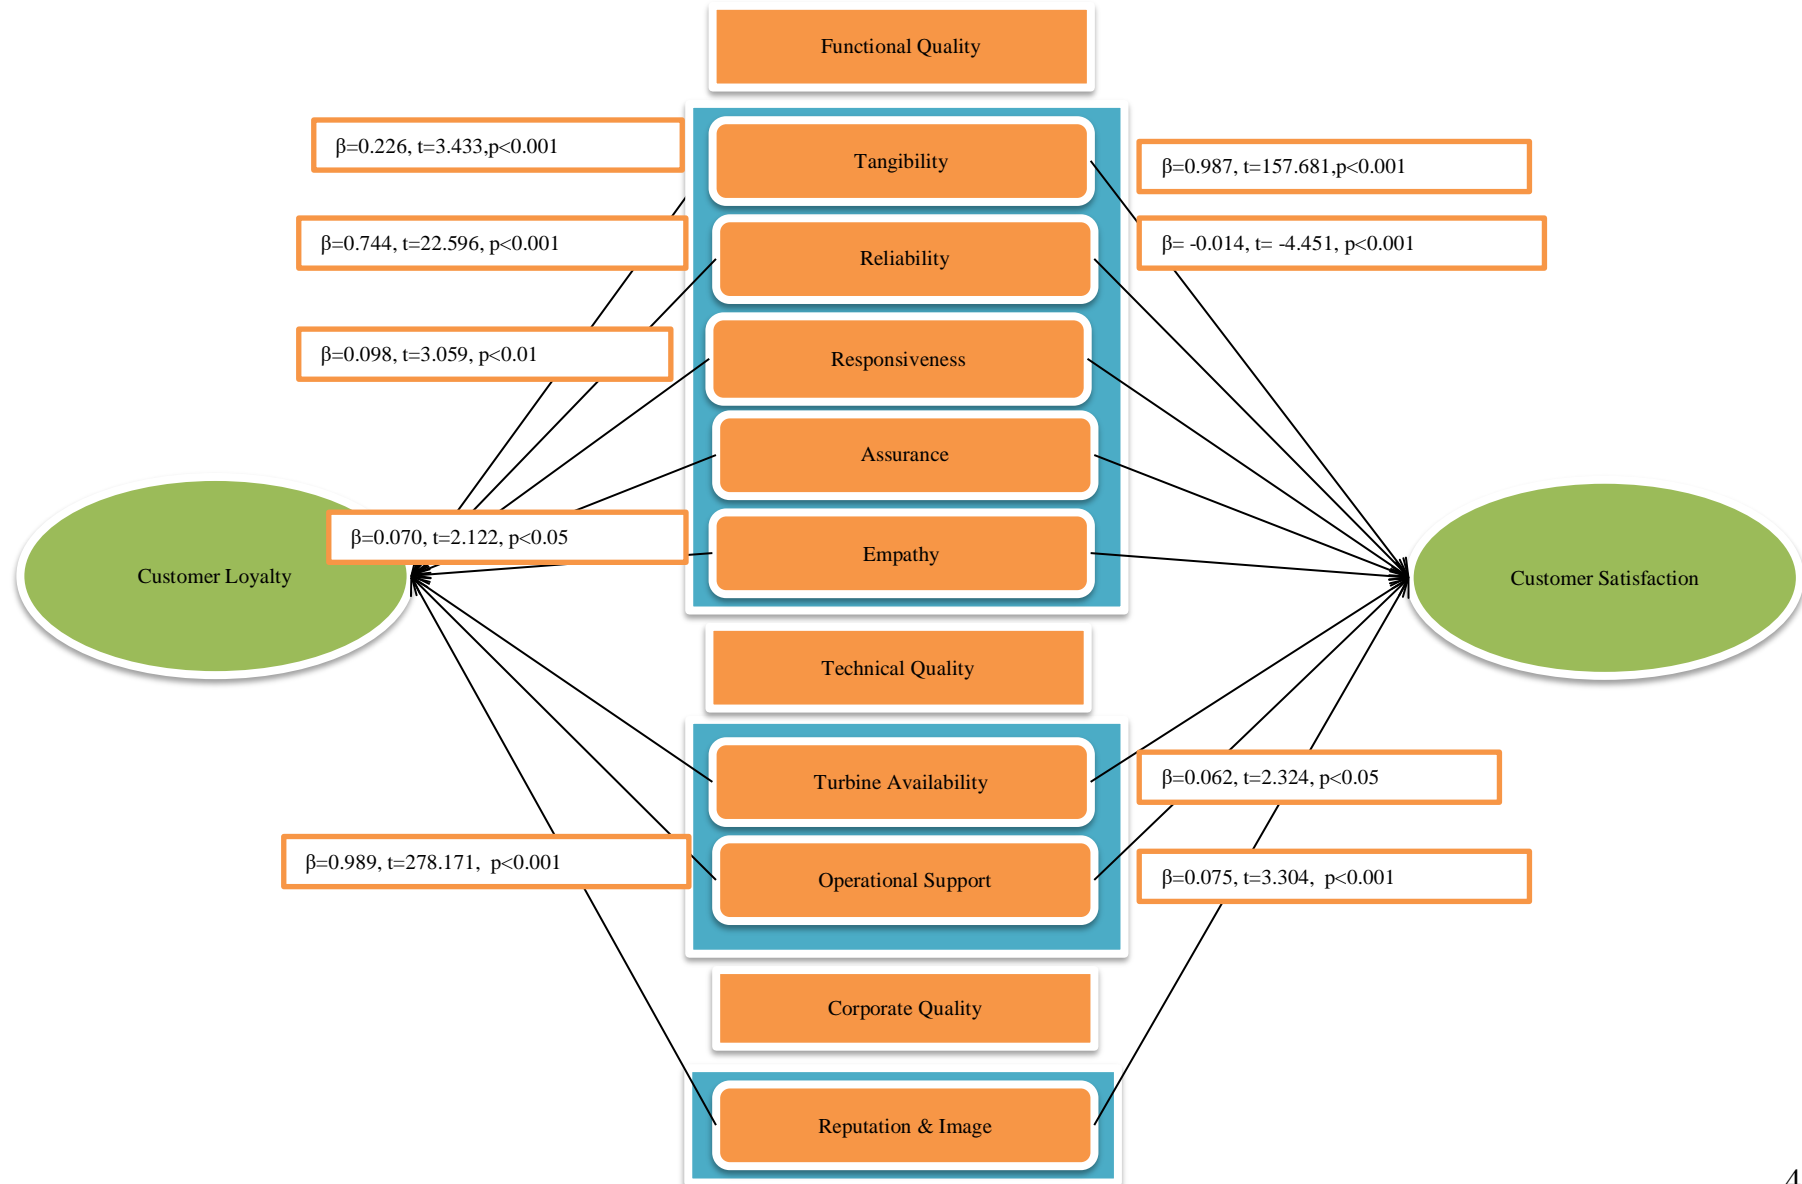 Functional Quality
β=0.226, t=3.433,p<0.001
Tangibility
β=0.987, t=157.681,p<0.001
β=0.744, t=22.596, p<0.001
Reliability
β= -0.014, t= -4.451, p<0.001
β=0.098, t=3.059, p<0.01
Responsiveness
Assurance
β=0.070, t=2.122, p<0.05
Empathy
Customer Loyalty
Customer Satisfaction
Technical Quality
Turbine Availability
β=0.062, t=2.324, p<0.05
β=0.989, t=278.171,  p<0.001
Operational Support
β=0.075, t=3.304,  p<0.001
Corporate Quality
Reputation & Image